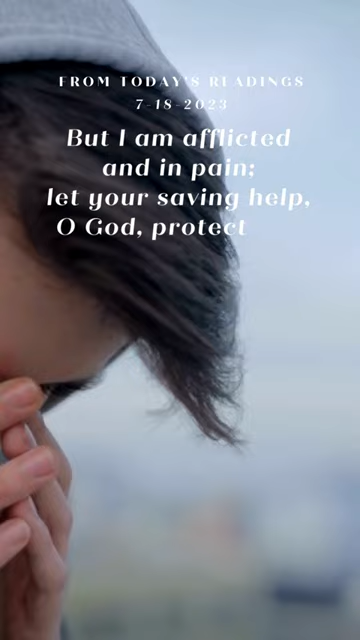 FROM TODAY'S READINGS
7-18-2023
But I am afflicted
and in pain;
let your saving help,
O God, protect